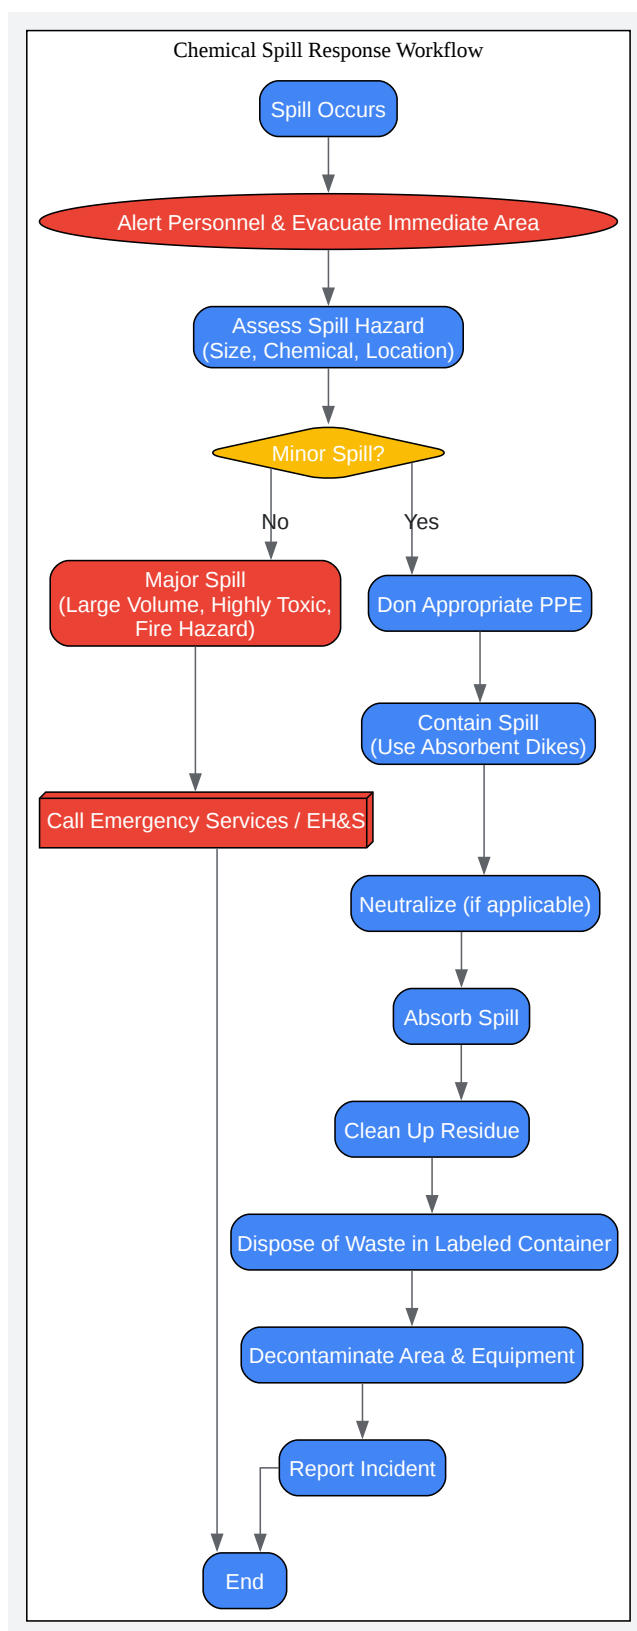 Chemical Spill Response Workflow
Spill Occurs
Alert Personnel & Evacuate Immediate Area
Assess Spill Hazard
(Size, Chemical, Location)
Minor Spill?
No
Yes
Major Spill
(Large Volume, Highly Toxic,
Fire Hazard)
Don Appropriate PPE
Contain Spill
(Use Absorbent Dikes)
Call Emergency Services / EH&S
Neutralize (if applicable)
Absorb Spill
Clean Up Residue
Dispose of Waste in Labeled Container
Decontaminate Area & Equipment
Report Incident
End